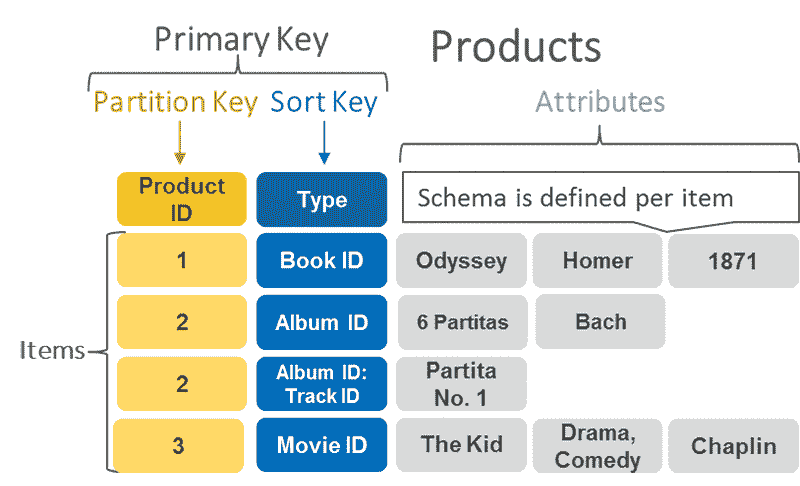 Primary Key
Products
Partition Key
Sort Key
Attributes
Product
ID
Type
Schema is defined per item
1
Book ID
Odyssey
Homer
1871
2
Album ID
6 Partitas
Bach
Items
2
Album ID:
Track ID
Partita
No. 1
3
Movie ID
The Kid
Drama,
Comedy
Chaplin